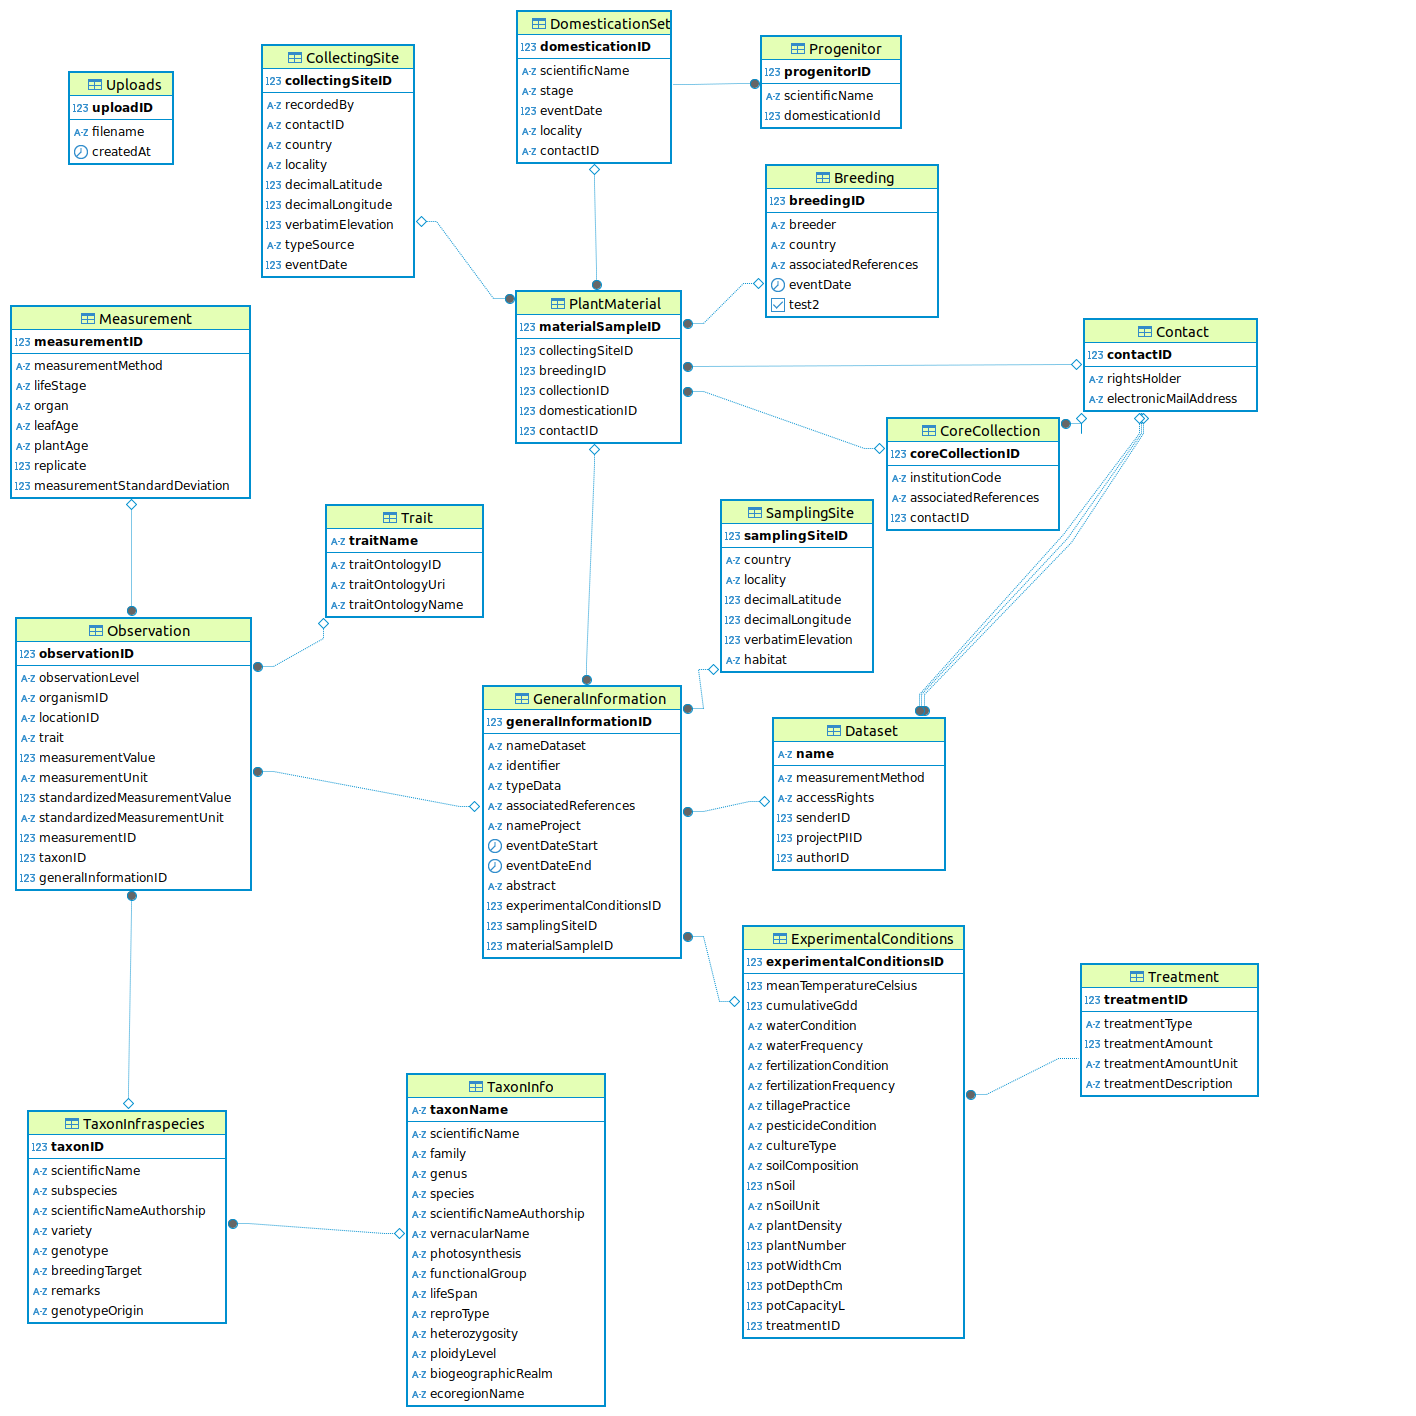 Uploads
123 uploadID
A-Z filename
createdAt
CollectingSite
123 collectingSiteID
A-Z recordedBy
A-Z contactID
A-Z country
A-Z locality
123 decimalLatitude
123 decimalLongitude
123 verbatimElevation
A-Z typeSource
123 eventDate
DomesticationSet
123 domesticationID
A-Z scientificName
A-Z stage
123 eventDate
A-Z locality
A-Z contactID
Progenitor
123 progenitorID
A-Z scientificName
123 domesticationId
Breeding
123 breedingID
A-Z breeder
A-Z country
A-Z associatedReferences
eventDate
test2
PlantMaterial
123 materialSampleID
123 collectingSiteID
123 breedingID
123 collectionID
123 domesticationID
123 contactID
Contact
123 contactID
A-Z rightsHolder
A-Z electronicMailAddress
CoreCollection
123 coreCollectionID
A-Z institutionCode
A-Z associatedReferences
123 contactID
Measurement
123 measurementID
A-Z measurementMethod
A-Z lifeStage
A-Z organ
A-Z leafAge
A-Z plantAge
123 replicate
123 measurementStandardDeviation
Trait
A-Z traitName
A-Z traitOntologyID
A-Z traitOntologyUri
A-Z traitOntologyName
SamplingSite
123 samplingSiteID
A-Z country
A-Z locality
123 decimalLatitude
123 decimalLongitude
123 verbatimElevation
A-Z habitat
Observation
123 observationID
A-Z observationLevel
A-Z organismID
A-Z locationID
A-Z trait
A-Z measurementValue
A-Z measurementUnit
123 standardizedMeasurementValue
A-Z standardizedMeasurementUnit
123 measurementID
123 taxonID
123 generalInformationID
GeneralInformation
123 generalInformationID
A-Z nameDataset
A-Z identifier
A-Z typeData
A-Z associatedReferences
A-Z nameProject
eventDateStart
eventDateEnd
A-Z abstract
123 experimentalConditionsID
123 samplingSiteID
123 materialSampleID
Dataset
A-Z name
A-Z measurementMethod
A-Z accessRights
123 senderID
123 projectPIID
123 authorID
ExperimentalConditions
123 experimentalConditionsID
123 meanTemperatureCelsius
123 cumulativeGdd
A-Z waterCondition
A-Z waterFrequency
A-Z fertilizationCondition
A-Z fertilizationFrequency
A-Z tillagePractice
A-Z pesticideCondition
A-Z cultureType
A-Z soilComposition
123 nSoil
A-Z nSoilUnit
123 plantDensity
123 plantNumber
123 potWidthCm
123 potDepthCm
123 potCapacityL
123 treatmentID
Treatment
123 treatmentID
A-Z treatmentType
123 treatmentAmount
A-Z treatmentAmountUnit
A-Z treatmentDescription
TaxonInfraspecies
123 taxonID
A-Z scientificName
A-Z subspecies
A-Z scientificNameAuthorship
A-Z variety
A-Z genotype
A-Z breedingTarget
A-Z remarks
A-Z genotypeOrigin
TaxonInfo
A-Z taxonName
A-Z scientificName
A-Z family
A-Z genus
A-Z species
A-Z scientificNameAuthorship
A-Z vernacularName
A-Z photosynthesis
A-Z functionalGroup
A-Z lifeSpan
A-Z reproType
A-Z heterozygosity
A-Z ploidyLevel
A-Z biogeographicRealm
A-Z ecoregionName